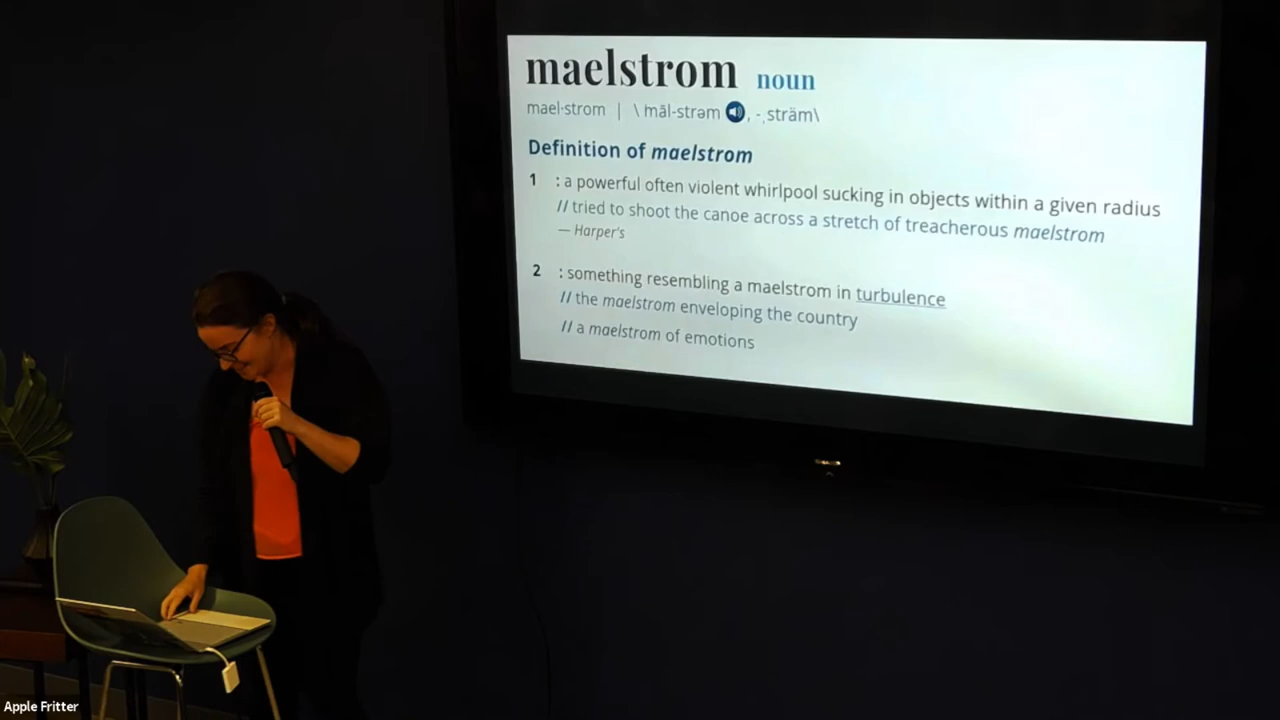 maelstrom noun
mael·strom | \ ˈmāl-strəm , -ˌsträm\
Definition of maelstrom
1 : a powerful often violent whirlpool sucking in objects within a given radius
// tried to shoot the canoe across a stretch of treacherous maelstrom
— Harper's
2 : something resembling a maelstrom in turbulence
// the maelstrom enveloping the country
// a maelstrom of emotions
Apple Fritter